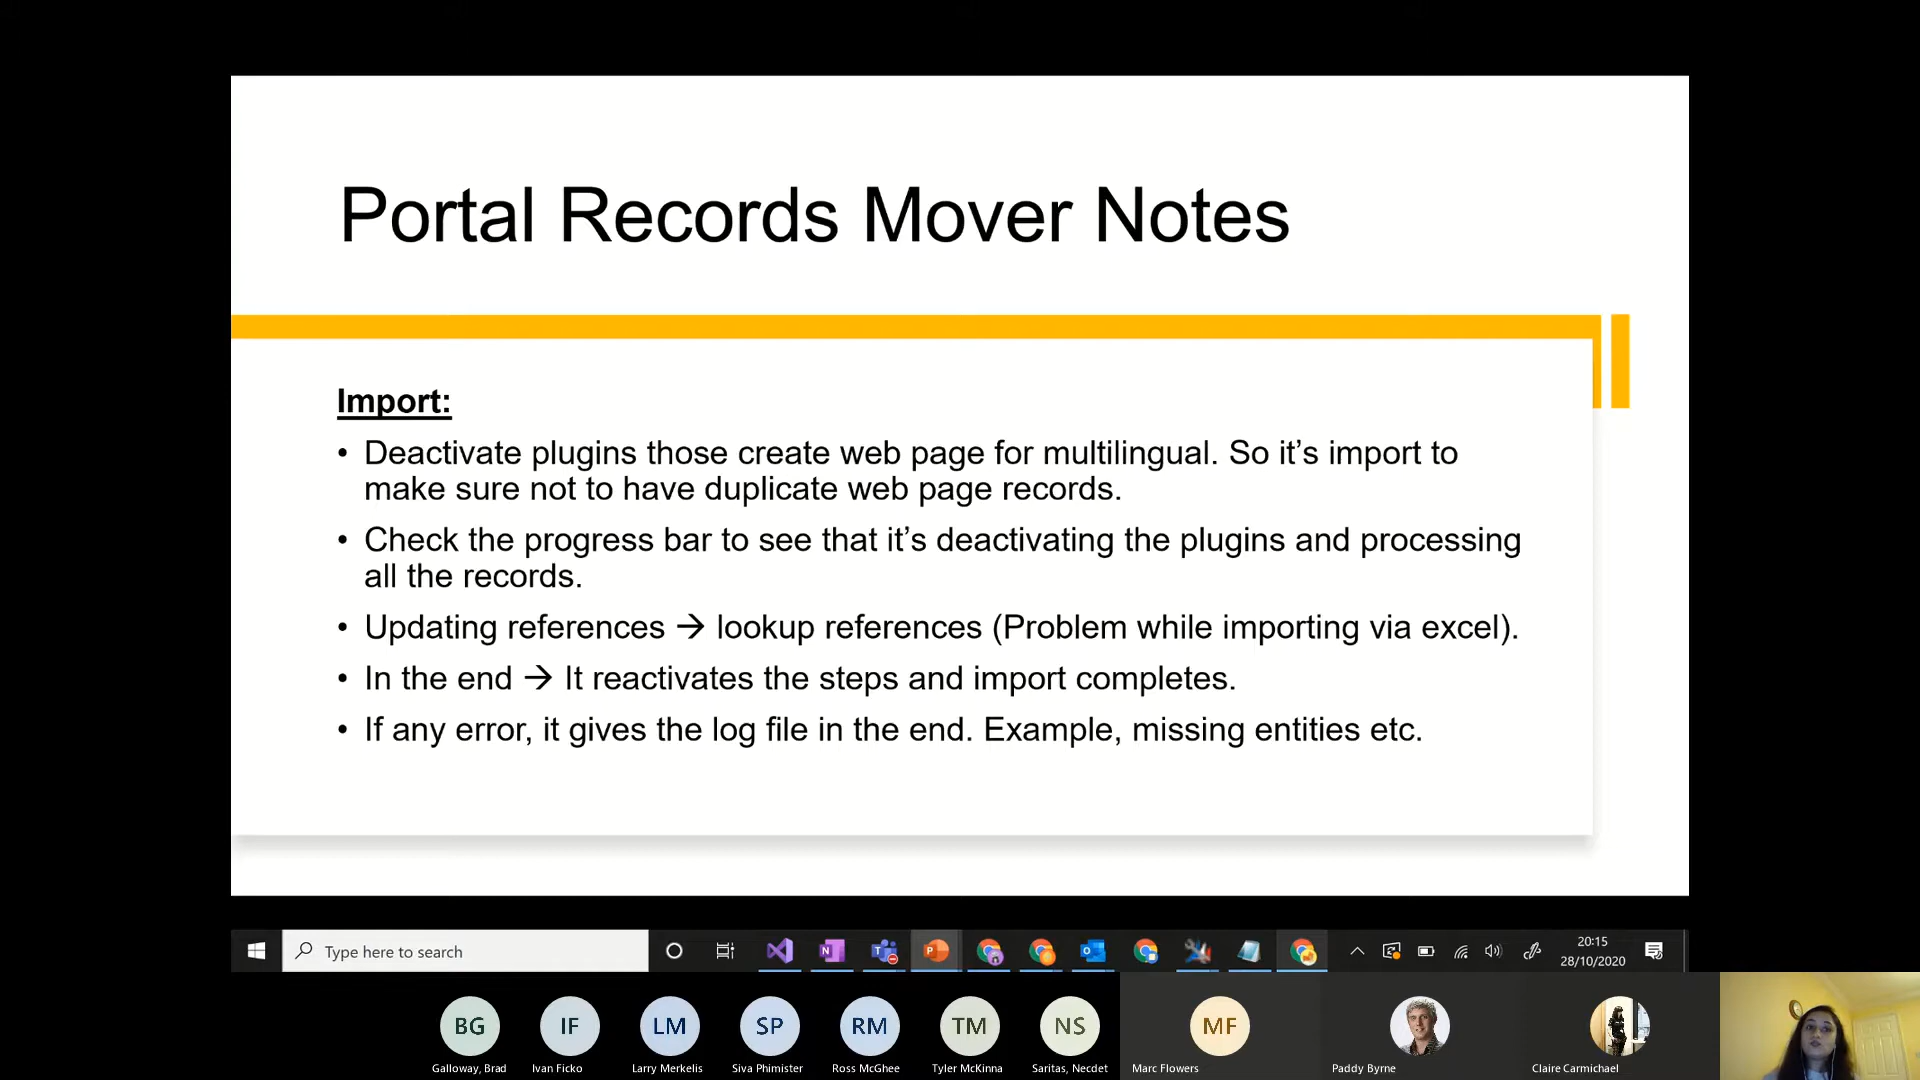 Portal Records Mover Notes
Import:
• Deactivate plugins those create web page for multilingual. So it’s import to
make sure not to have duplicate web page records.
• Check the progress bar to see that it’s deactivating the plugins and processing
all the records.
• Updating references → lookup references (Problem while importing via excel).
• In the end → It reactivates the steps and import completes.
• If any error, it gives the log file in the end. Example, missing entities etc.
Type here to search
20:15
28/10/2020
BG IF LM SP RM TM NS MF
Galloway, Brad Ivan Ficko Larry Merkelis Siva Phimister Ross McGhee Tyler McKinna Saritas, Necdet Marc Flowers Paddy Byrne Claire Carmichael